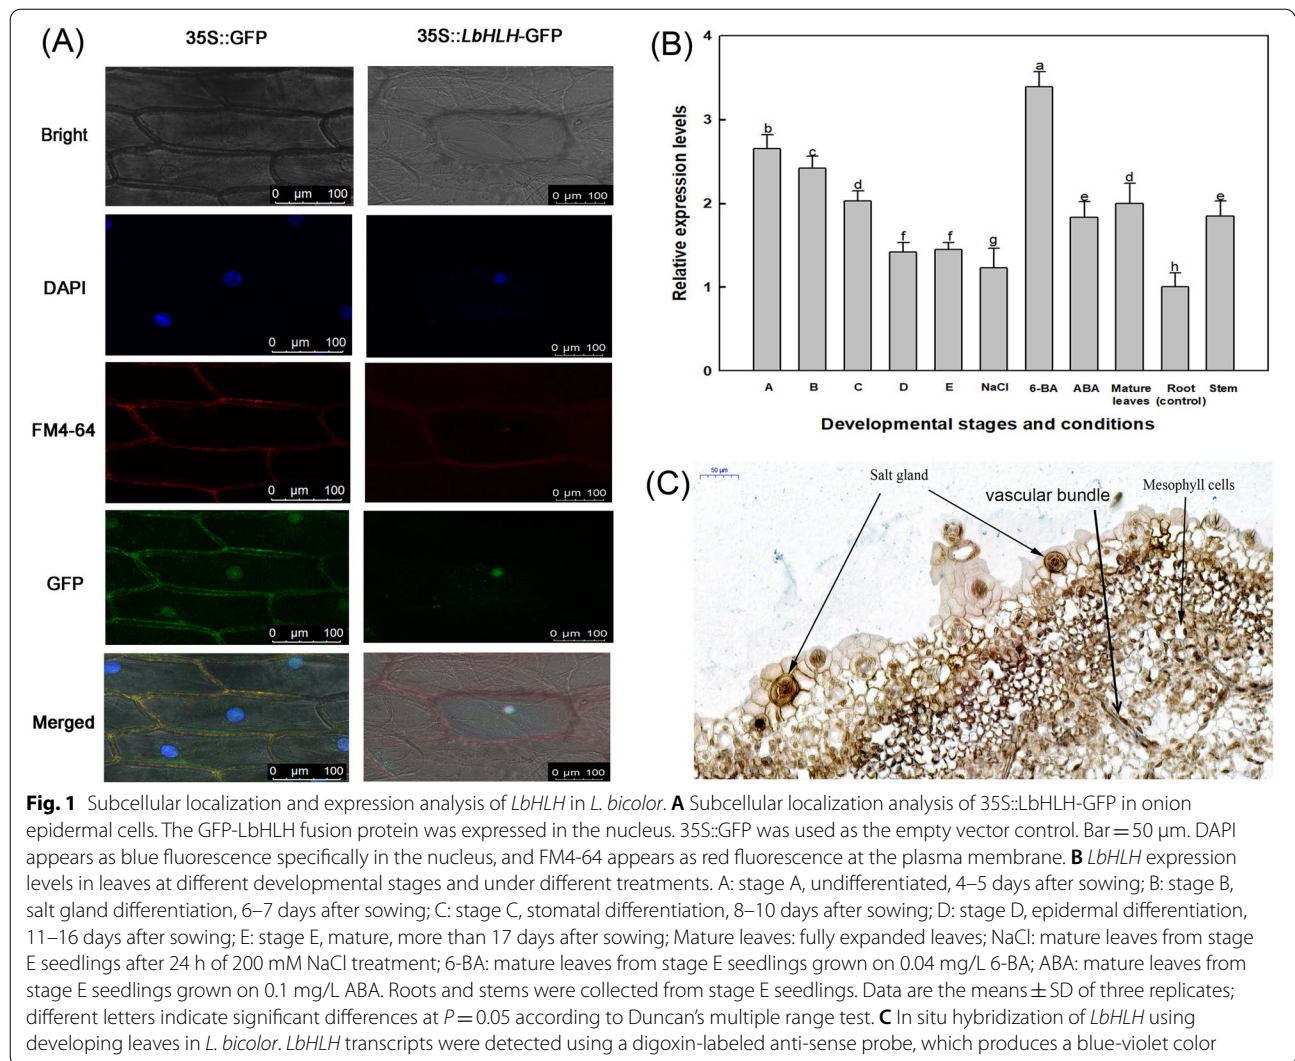 (A)
35S::GFP
35S::LbHLH-GFP
Bright
0 μm 100
0 μm 100
DAPI
0 μm 100
0 μm 100
FM4-64
0 μm 100
0 μm 100
GFP
0 μm 100
0 μm 100
Merged
0 μm 100
0 μm 100
(B)
Relative expression levels
4
3
2
1
0
b
c
d
f
f
g
a
e
d
h
e
A B C D E NaCl 6-BA ABA Mature leaves Root (control) Stem
Developmental stages and conditions
(C)
50 μm
Salt gland
vascular bundle
Mesophyll cells
Fig. 1 Subcellular localization and expression analysis of LbHLH in L. bicolor. A Subcellular localization analysis of 35S::LbHLH-GFP in onion
epidermal cells. The GFP-LbHLH fusion protein was expressed in the nucleus. 35S::GFP was used as the empty vector control. Bar = 50 μm. DAPI
appears as blue fluorescence specifically in the nucleus, and FM4-64 appears as red fluorescence at the plasma membrane. B LbHLH expression
levels in leaves at different developmental stages and under different treatments. A: stage A, undifferentiated, 4–5 days after sowing; B: stage B,
salt gland differentiation, 6–7 days after sowing; C: stage C, stomatal differentiation, 8–10 days after sowing; D: stage D, epidermal differentiation,
11–16 days after sowing; E: stage E, mature, more than 17 days after sowing; Mature leaves: fully expanded leaves; NaCl: mature leaves from stage
E seedlings after 24 h of 200 mM NaCl treatment; 6-BA: mature leaves from stage E seedlings grown on 0.04 mg/L 6-BA; ABA: mature leaves from
stage E seedlings grown on 0.1 mg/L ABA. Roots and stems were collected from stage E seedlings. Data are the means ± SD of three replicates;
different letters indicate significant differences at P = 0.05 according to Duncan's multiple range test. C In situ hybridization of LbHLH using
developing leaves in L. bicolor. LbHLH transcripts were detected using a digoxin-labeled anti-sense probe, which produces a blue-violet color